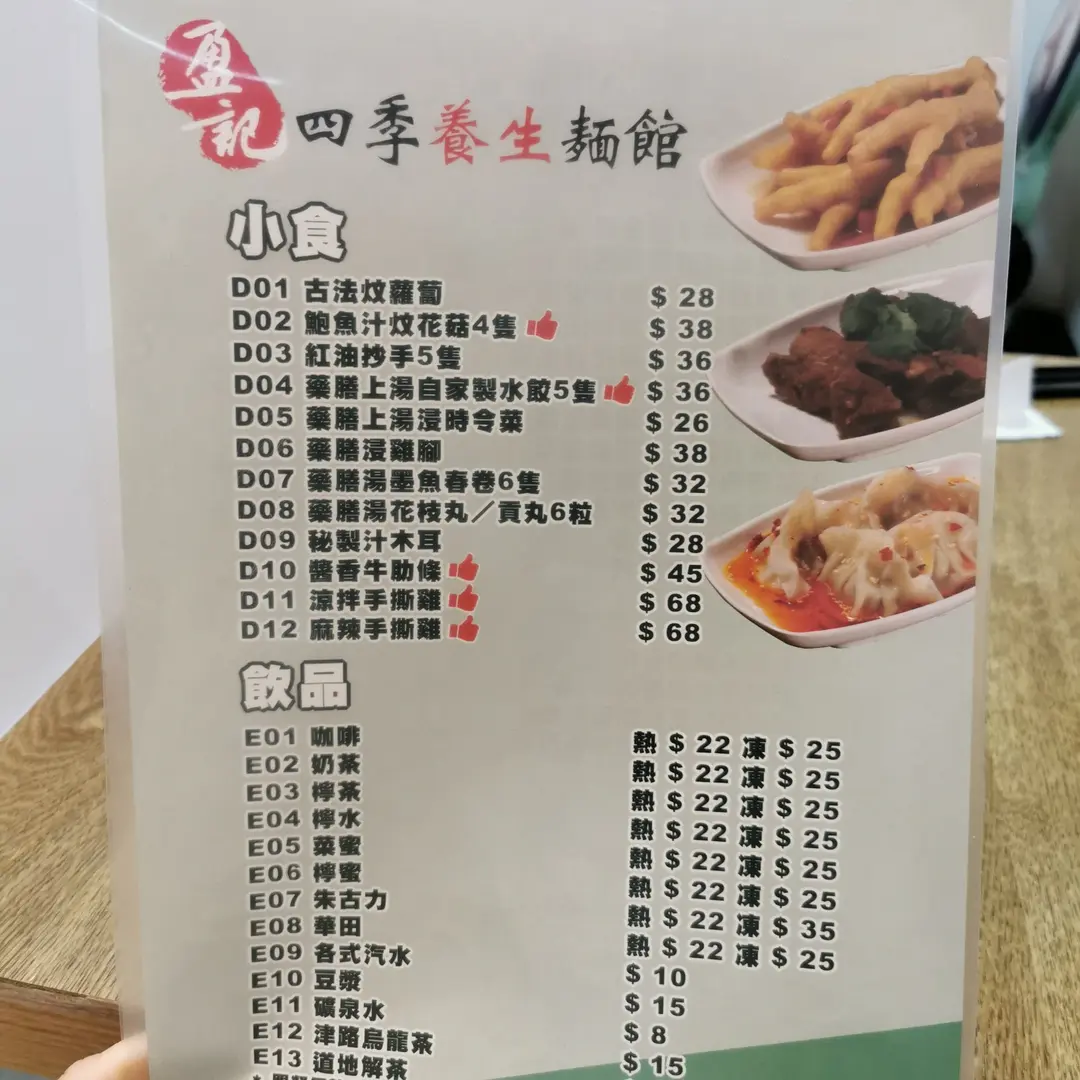 盈記
四季養生麵館
小食
D01 古法炆蘿蔔 $ 28
D02 鮑魚汁炆花菇4隻 $ 38
D03 紅油抄手5隻 $ 36
D04 藥膳上湯自家製水餃5隻 $ 36
D05 藥膳上湯浸時令菜 $ 26
D06 藥膳浸雞腳 $ 38
D07 藥膳湯墨魚春卷6隻 $ 32
D08 藥膳湯花枝丸／貢丸6粒 $ 32
D09 秘製汁木耳 $ 28
D10 醬香牛肋條 $ 45
D11 涼拌手撕雞 $ 68
D12 麻辣手撕雞 $ 68
飲品
E01 咖啡 熱 $ 22 凍 $ 25
E02 奶茶 熱 $ 22 凍 $ 25
E03 檸茶 熱 $ 22 凍 $ 25
E04 檸水 熱 $ 22 凍 $ 25
E05 菜蜜 熱 $ 22 凍 $ 25
E06 檸蜜 熱 $ 22 凍 $ 25
E07 朱古力 熱 $ 22 凍 $ 35
E08 華田 熱 $ 22 凍 $ 25
E09 各式汽水 $ 10
E10 豆漿 $ 15
E11 礦泉水 $ 8
E12 津路烏龍茶 $ 15
E13 道地解茶